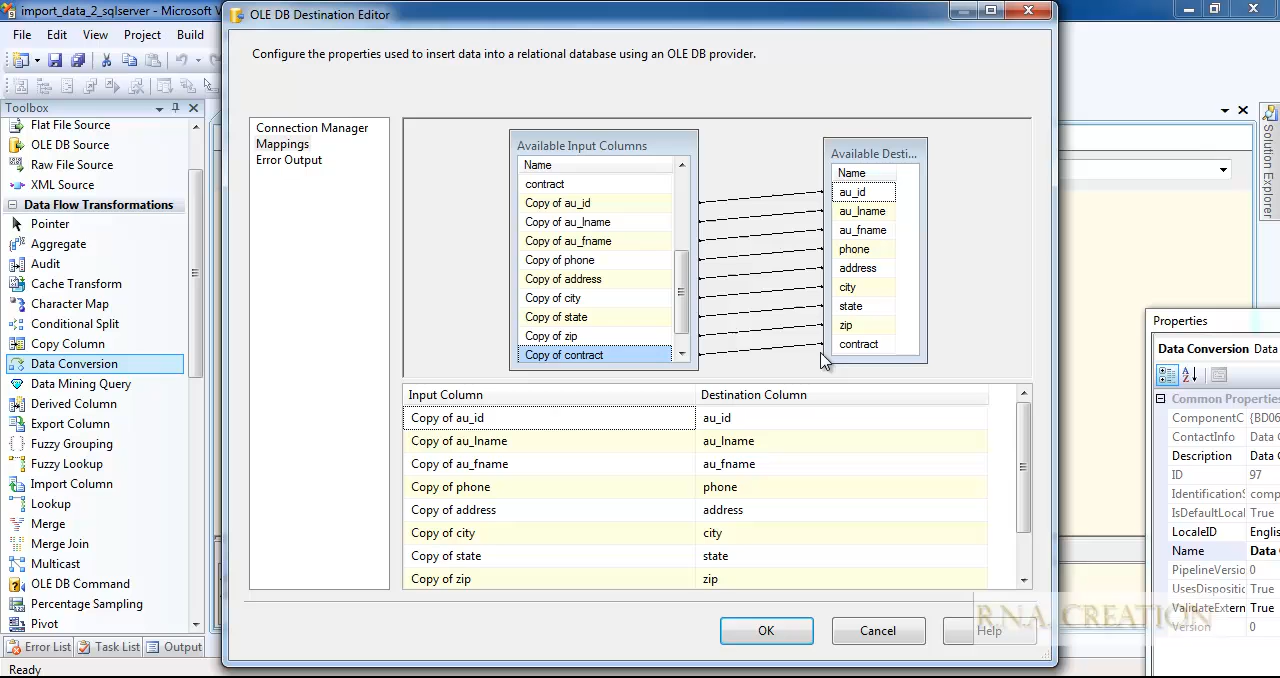 import_data_2_sqlserver - Microsoft V
File Edit View Project Build
Toolbox
Flat File Source
OLE DB Source
Raw File Source
XML Source
Data Flow Transformations
Pointer
Aggregate
Audit
Cache Transform
Character Map
Conditional Split
Copy Column
Data Conversion
Data Mining Query
Derived Column
Export Column
Fuzzy Grouping
Fuzzy Lookup
Import Column
Lookup
Merge
Merge Join
Multicast
OLE DB Command
Percentage Sampling
Pivot
Error List Task List Output
Ready
OLE DB Destination Editor
Configure the properties used to insert data into a relational database using an OLE DB provider.
Connection Manager
Mappings
Error Output
Available Input Columns
Name
contract
Copy of au_id
Copy of au_lname
Copy of au_fname
Copy of phone
Copy of address
Copy of city
Copy of state
Copy of zip
Copy of contract
Available Desti...
Name
au_id
au_lname
au_fname
phone
address
city
state
zip
contract
Input Column Destination Column
Copy of au_id au_id
Copy of au_lname au_lname
Copy of au_fname au_fname
Copy of phone phone
Copy of address address
Copy of city city
Copy of state state
Copy of zip zip
OK Cancel Help
Solution Explorer
Properties
Data Conversion Data
Common Properties
ComponentC {BD06
ContactInfo Data C
Description Data C
ID 97
IdentificationS comp
IsDefaultLocal True
LocaleID English
Name Data
PipelineVersio 0
UsesDispositic True
ValidateExtern True
Version 0
R.N.A. CREATION